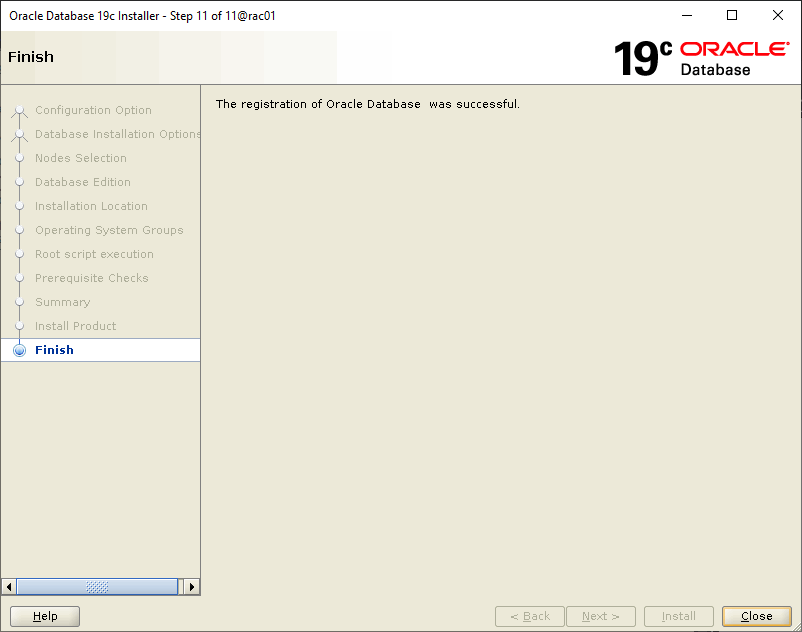 Oracle Database 19c Installer - Step 11 of 11@rac01
Finish
19c ORACLE®
Database
Configuration Option
Database Installation Options
Nodes Selection
Database Edition
Installation Location
Operating System Groups
Root script execution
Prerequisite Checks
Summary
Install Product
Finish
The registration of Oracle Database  was successful.
Help
< Back
Next >
Install
Close